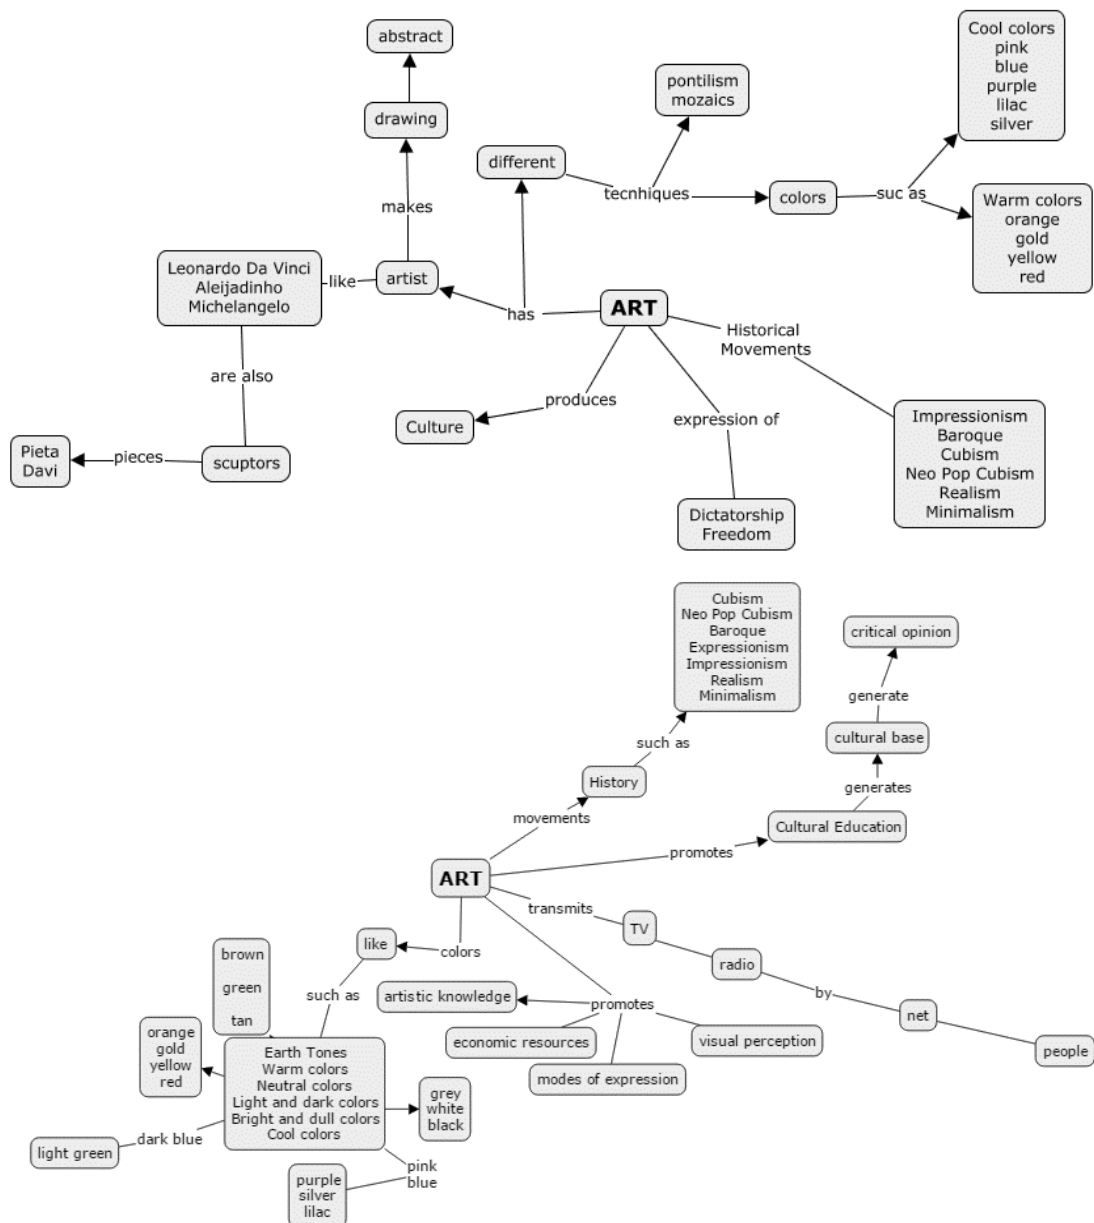 abstract
drawing
makes
artist
like
Leonardo Da Vinci
Aleijadinho
Michelangelo
are also
scuptors
pieces
Pieta
Davi
has
different
tecnhiques
pontilism
mozaics
colors
suc as
Cool colors
pink
blue
purple
lilac
silver
Warm colors
orange
gold
yellow
red
ART
Historical
Movements
Impressionism
Baroque
Cubism
Neo Pop Cubism
Realism
Minimalism
produces
Culture
expression of
Dictatorship
Freedom
Cubism
Neo Pop Cubism
Baroque
Expressionism
Impressionism
Realism
Minimalism
such as
History
movements
critical opinion
generate
cultural base
generates
Cultural Education
promotes
ART
transmits
TV
radio
by
net
people
colors
like
such as
promotes
artistic knowledge
economic resources
modes of expression
visual perception
brown
green
tan
orange
gold
yellow
red
Earth Tones
Warm colors
Neutral colors
Light and dark colors
Bright and dull colors
Cool colors
grey
white
black
dark blue
light green
pink
blue
purple
silver
lilac